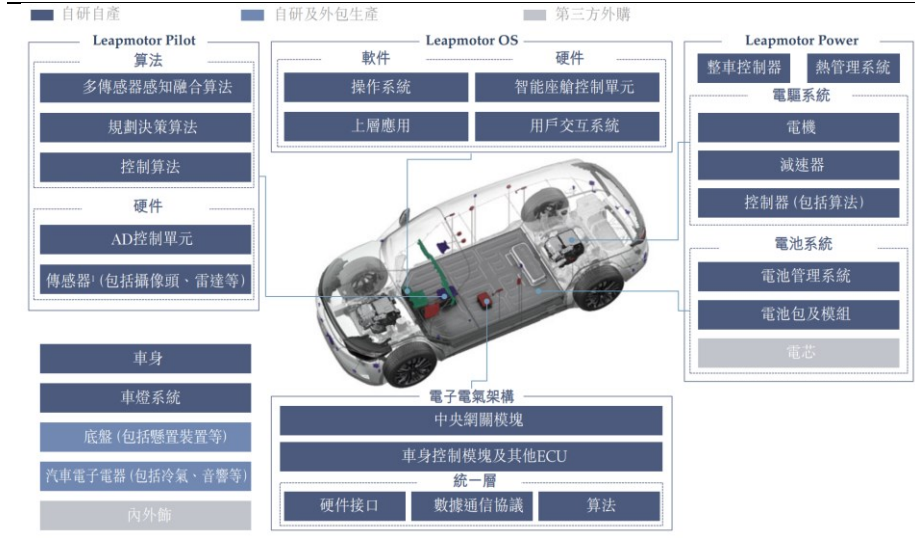 自研自產
自研及外包生產
第三方外購
Leapmotor Pilot
算法
多傳感器感知融合算法
規劃決策算法
控制算法
硬件
AD控制單元
傳感器¹ (包括攝像頭、雷達等)
Leapmotor OS
軟件
硬件
操作系統
智能座艙控制單元
上層應用
用戶交互系統
Leapmotor Power
整車控制器
熱管理系統
電驅系統
電機
減速器
控制器 (包括算法)
電池系統
電池管理系統
電池包及模組
電芯
車身
車燈系統
底盤 (包括懸置裝置等)
汽車電子電器 (包括冷氣、音響等)
內外飾
電子電氣架構
中央網關模塊
車身控制模塊及其他ECU
統一層
硬件接口
數據通信協議
算法